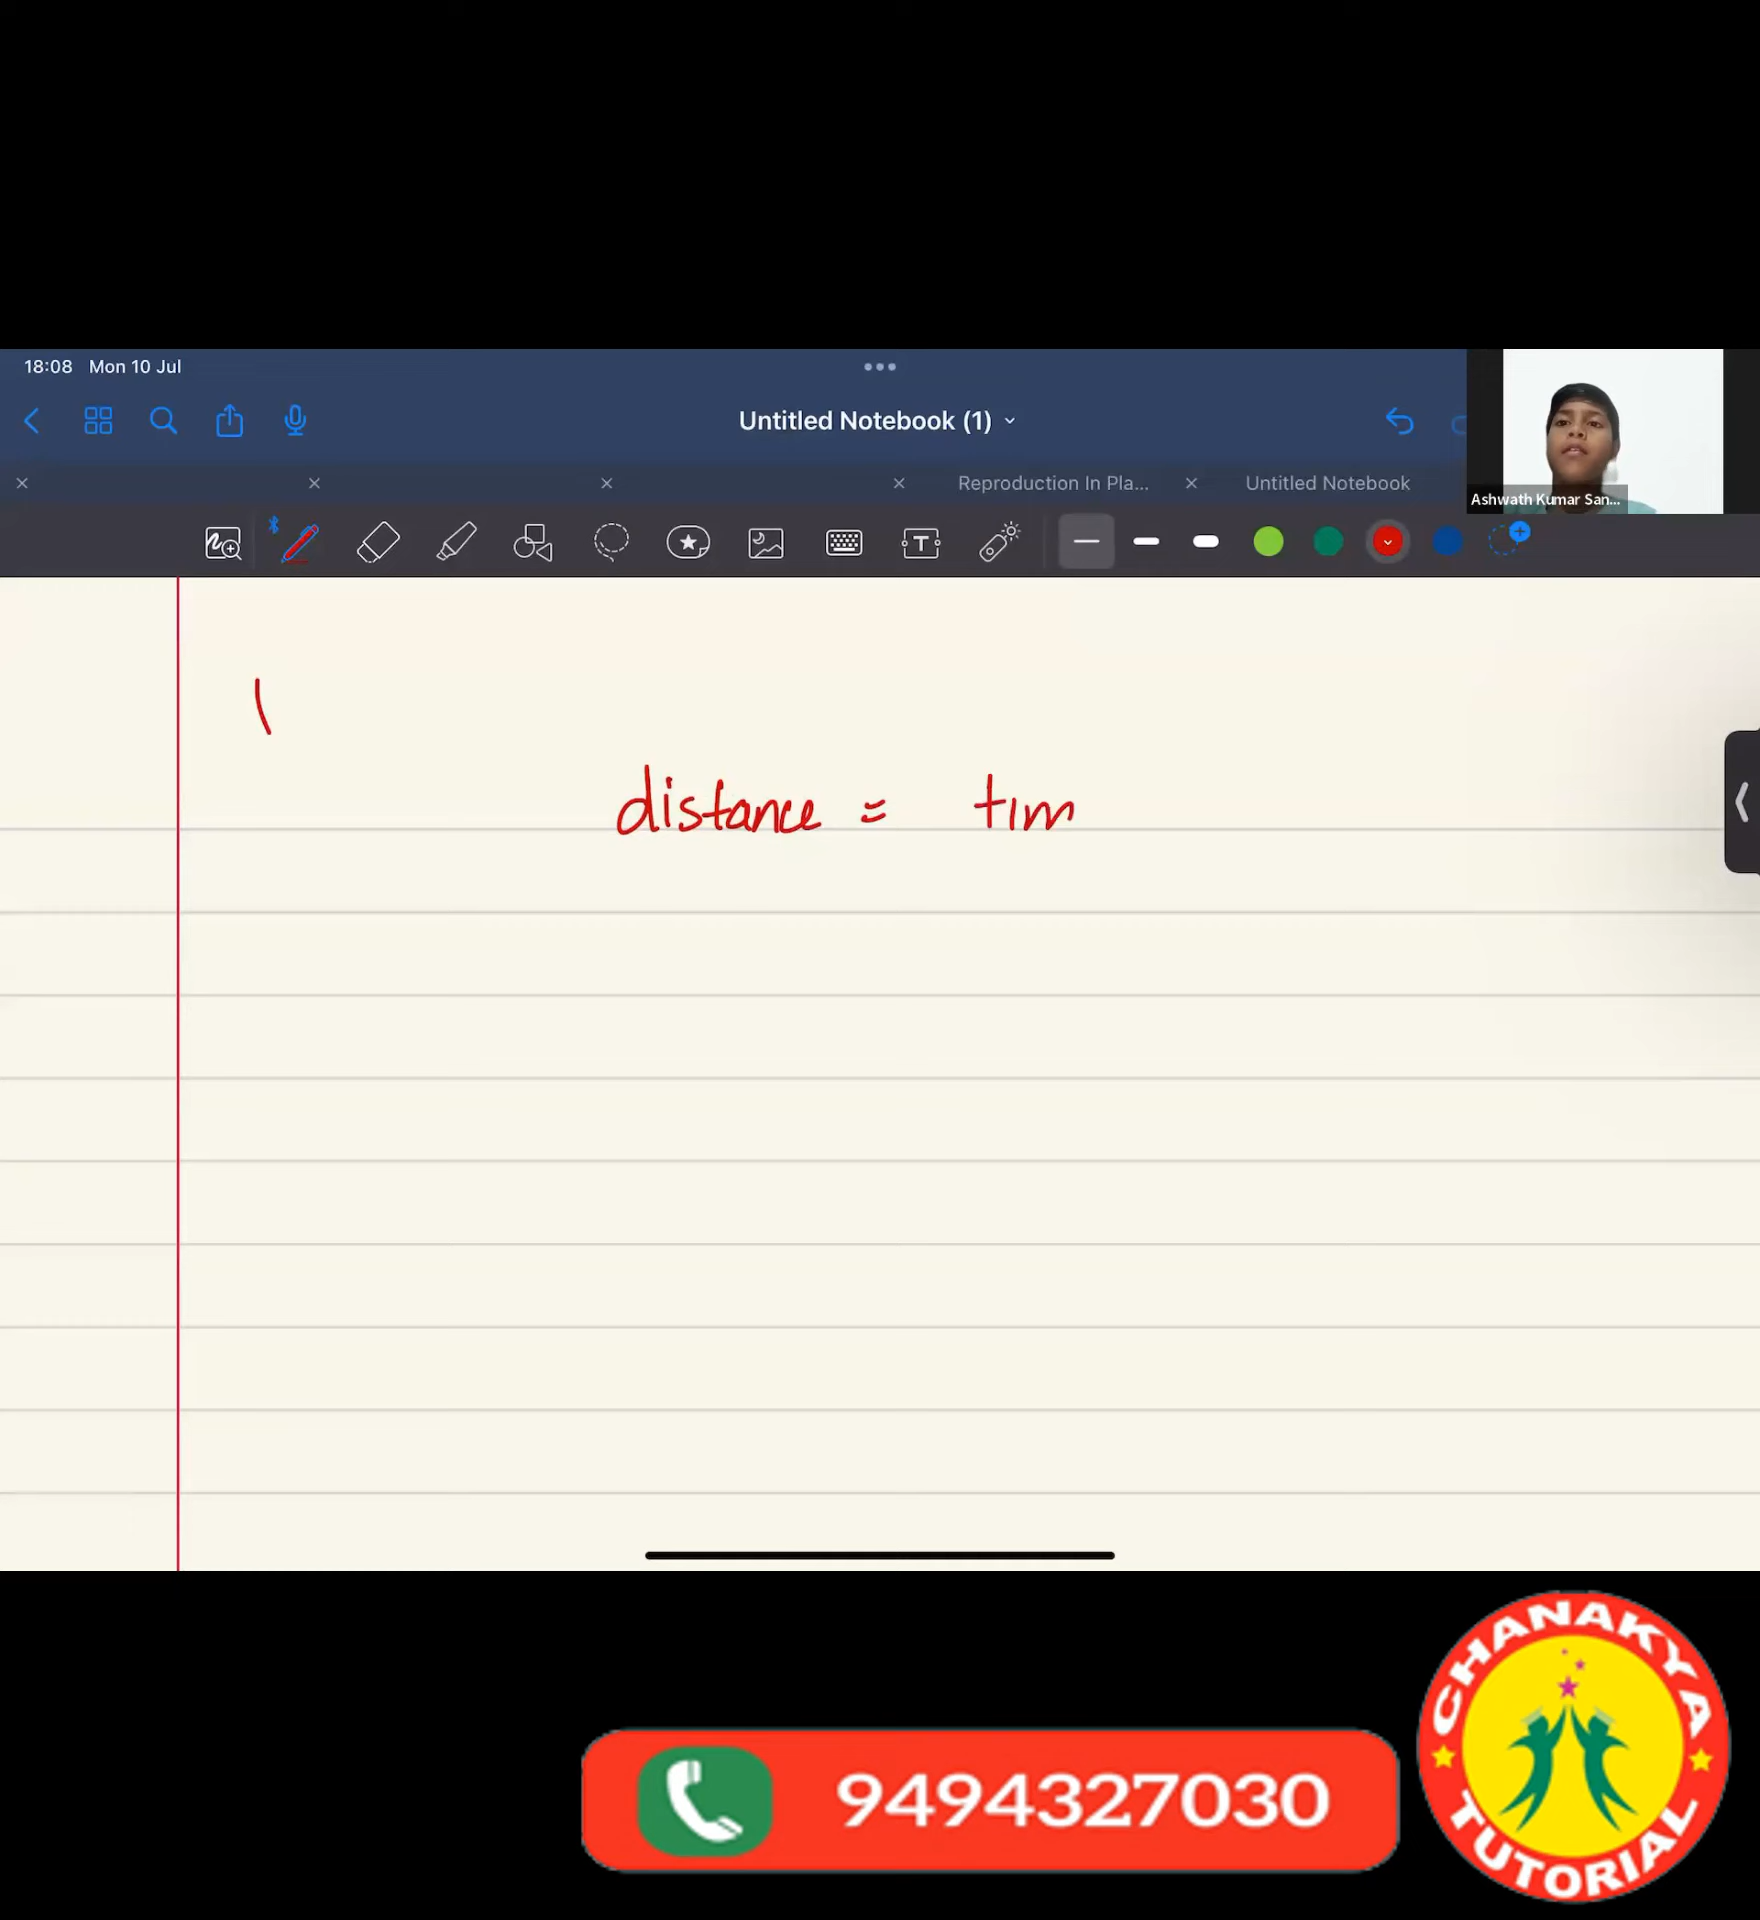 18:08 Mon 10 Jul
Untitled Notebook (1)
Reproduction In Pla...
Untitled Notebook
Ashwath Kumar San...
T
distance = tim
9494327030
CHANAKYA
TUTORIAL